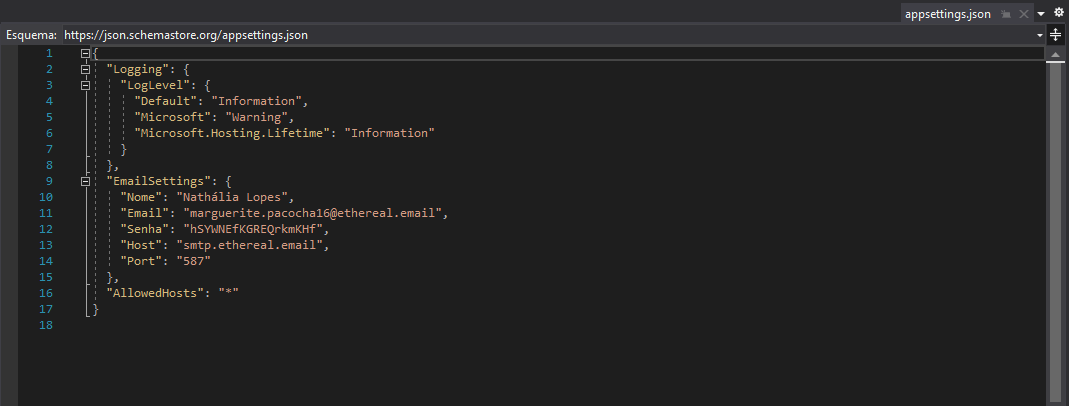 appsettings.json
Esquema: https://json.schemastore.org/appsettings.json
1 {
2 "Logging": {
3 "LogLevel": {
4 "Default": "Information",
5 "Microsoft": "Warning",
6 "Microsoft.Hosting.Lifetime": "Information"
7 }
8 },
9 "EmailSettings": {
10 "Nome": "Nathália Lopes",
11 "Email": "marguerite.pacocha16@ethereal.email",
12 "Senha": "hSYWNEfKGREQrkmKHf",
13 "Host": "smtp.ethereal.email",
14 "Port": "587"
15 },
16 "AllowedHosts": "*"
17 }
18